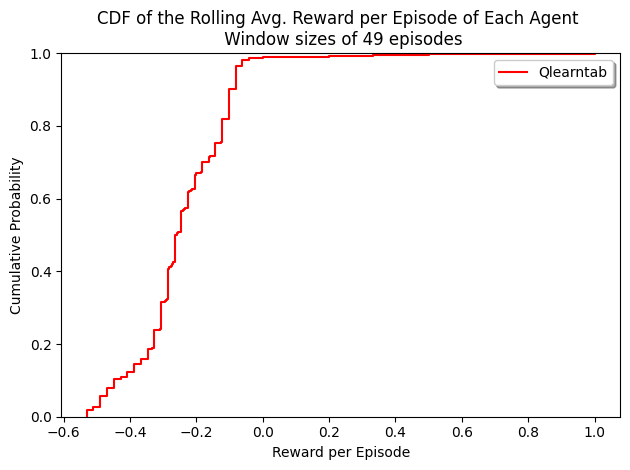 CDF of the Rolling Avg. Reward per Episode of Each Agent
Window sizes of 49 episodes
Qlearntab
1.0
0.8
0.6
0.4
0.2
0.0
Cumulative Probability
−0.6 −0.4 −0.2 0.0 0.2 0.4 0.6 0.8 1.0
Reward per Episode